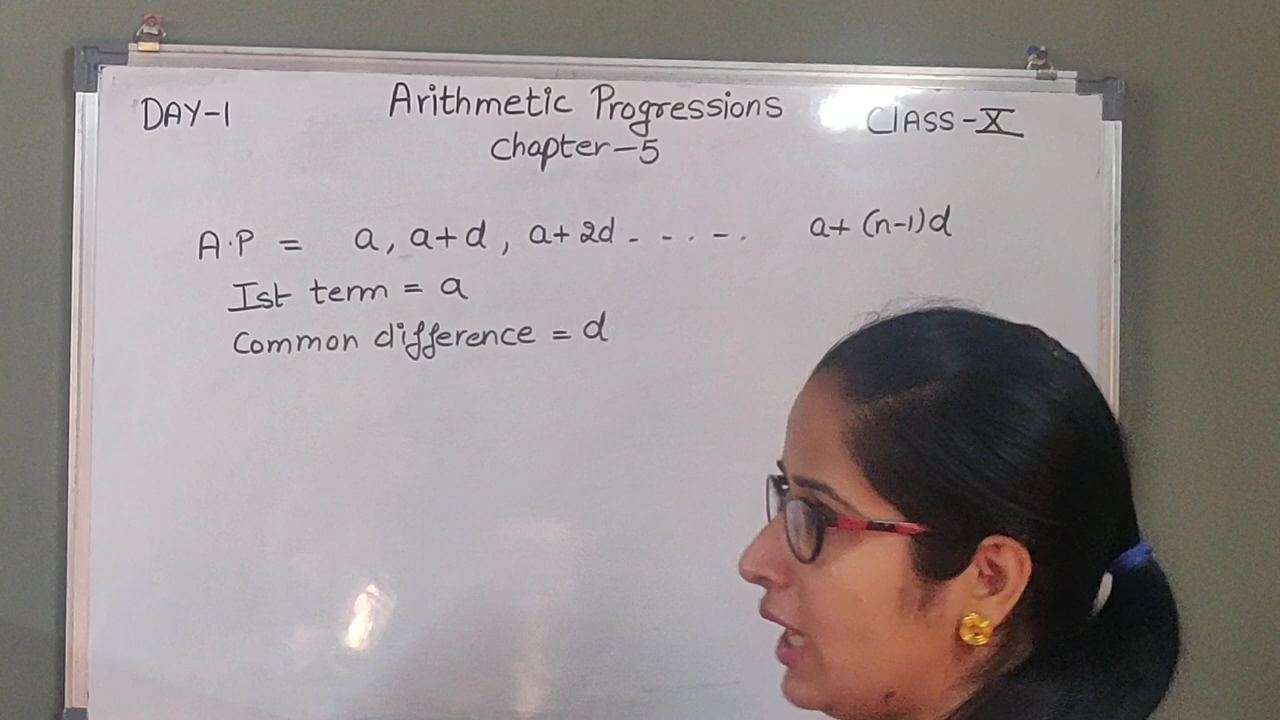 DAY-1 Arithmetic Progressions CLASS-X
Chapter-5
A.P = a, a+d, a+2d - - - - - . a+(n-1)d
Ist term = a
Common difference = d